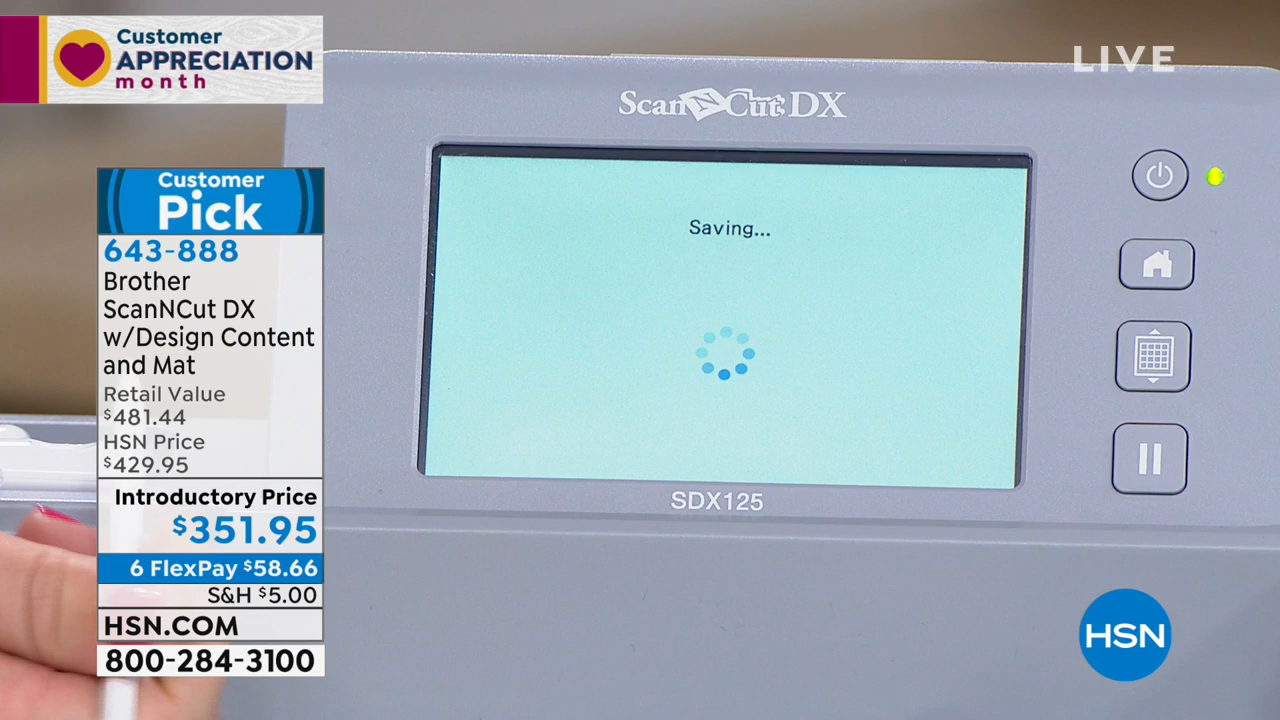 Customer
APPRECIATION
month
LIVE
ScanNCut DX
Customer
Pick
643-888
Brother
ScanNCut DX
w/Design Content
and Mat
Retail Value
$481.44
HSN Price
$429.95
Introductory Price
$351.95
6 FlexPay $58.66
S&H $5.00
HSN.COM
800-284-3100
Saving...
SDX125
HSN